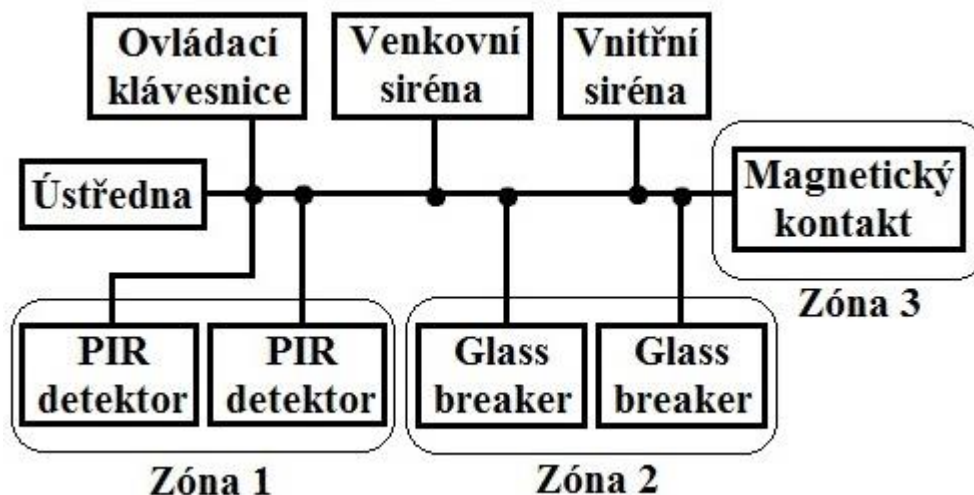 Ovládací
klávesnice
Venkovní
siréna
Vnitřní
siréna
Ústředna
Magnetický
kontakt
Zóna 3
PIR
detektor
PIR
detektor
Glass
breaker
Glass
breaker
Zóna 1
Zóna 2